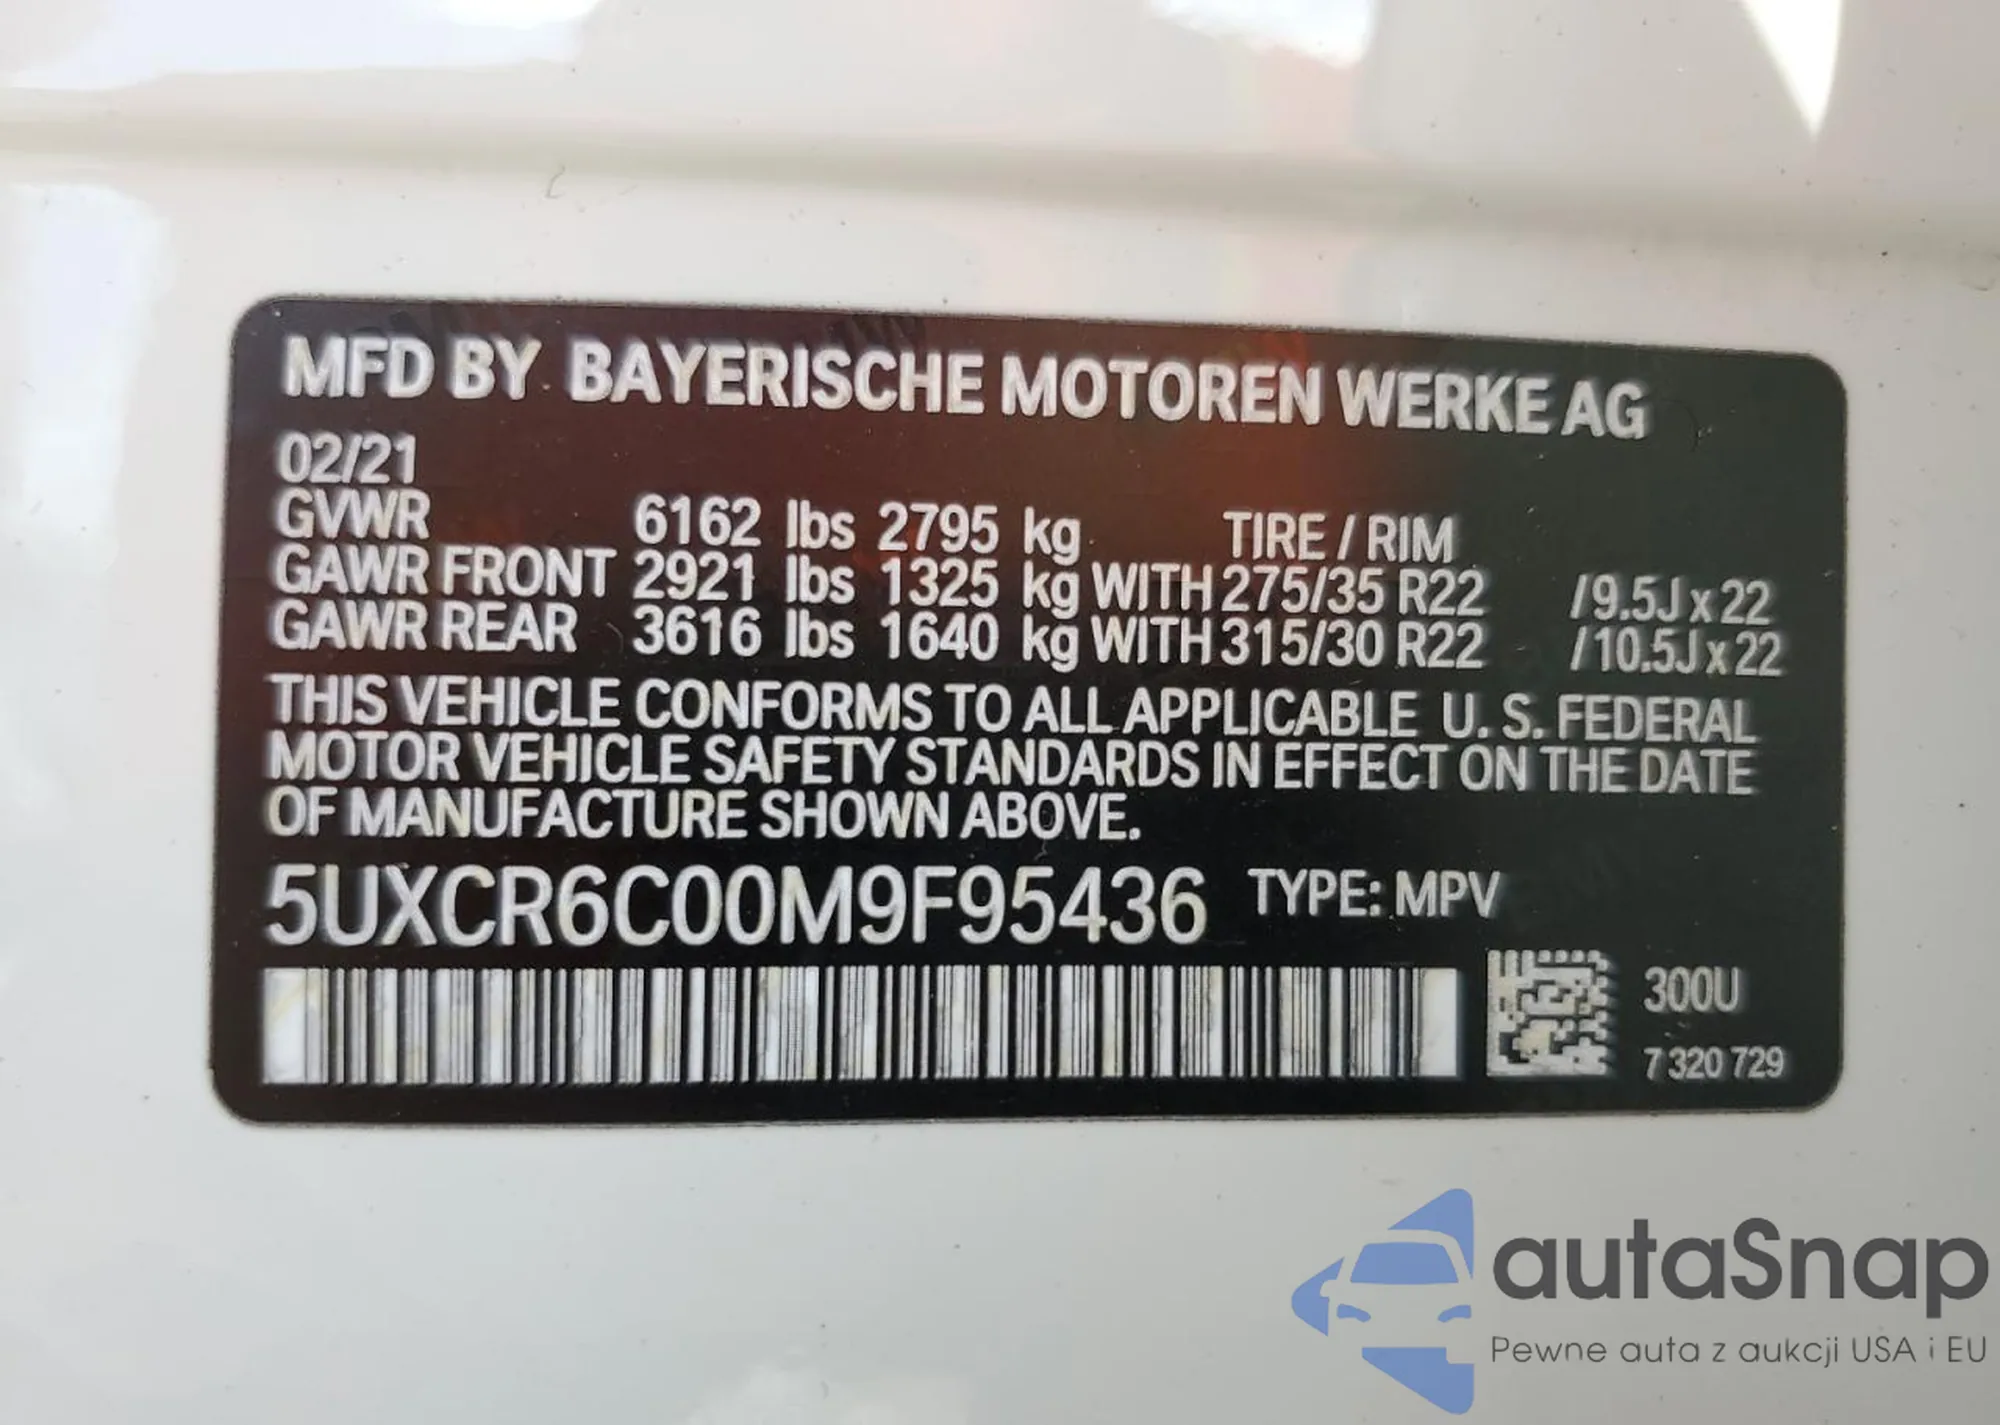 MFD BY BAYERISCHE MOTOREN WERKE AG
02/21
GVWR 6162 lbs 2795 kg TIRE / RIM
GAWR FRONT 2921 lbs 1325 kg WITH 275/35 R22 /9.5J x 22
GAWR REAR 3616 lbs 1640 kg WITH 315/30 R22 /10.5J x 22
THIS VEHICLE CONFORMS TO ALL APPLICABLE U. S. FEDERAL
MOTOR VEHICLE SAFETY STANDARDS IN EFFECT ON THE DATE
OF MANUFACTURE SHOWN ABOVE.
5UXCR6C00M9F95436 TYPE: MPV
300U
7 320 729
autaSnap
Pewne auta z aukcji USA i EU